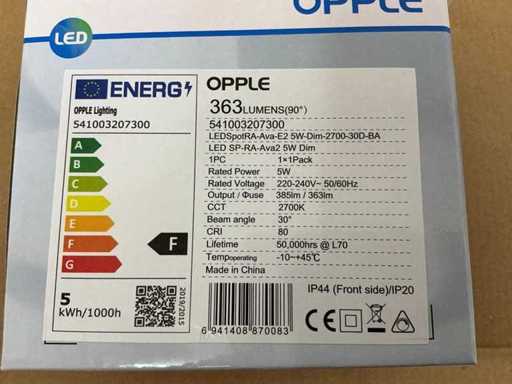 OPPLE
LED
ENERG
OPPLE Lighting
541003207300
A
B
C
D
E
F
G
F
5
kWh/1000h
2019/2015
OPPLE
363LUMENS(90°)
541003207300
LEDSpotRA-Ava-E2 5W-Dim-2700-30D-BA
LED SP-RA-Ava2 5W Dim
1PC 1×1Pack
Rated Power 5W
Rated Voltage 220-240V~ 50/60Hz
Output / Φuse 385lm / 363lm
CCT 2700K
Beam angle 30°
CRI 80
Lifetime 50,000hrs @ L70
Tempoperating -10~+45℃
Made in China
IP44 (Front side)/IP20
6 941408 870083
CE